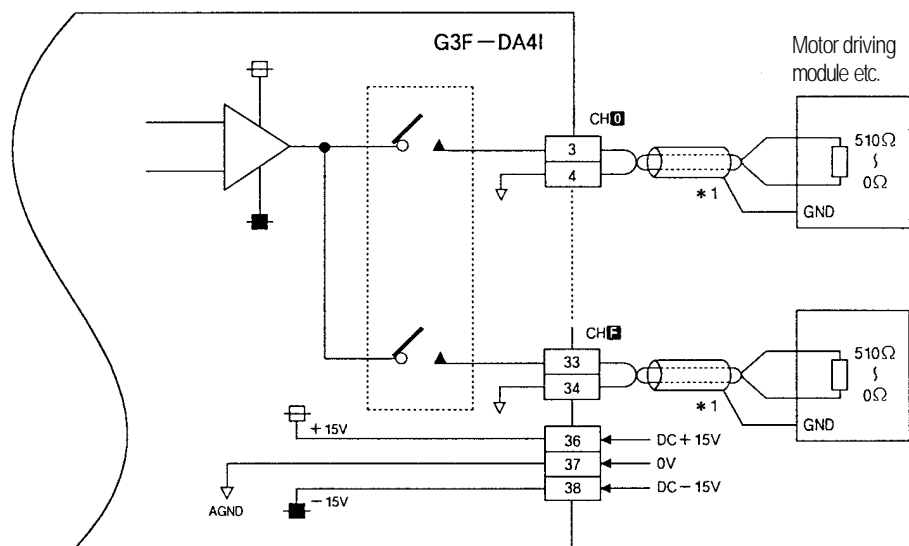 G3F-DA4I
Motor driving
module etc.
CH0
3
4
510Ω
~
0Ω
*1
GND
CHF
33
34
510Ω
~
0Ω
*1
GND
+15V
36
DC+15V
37
0V
38
DC-15V
-15V
AGND